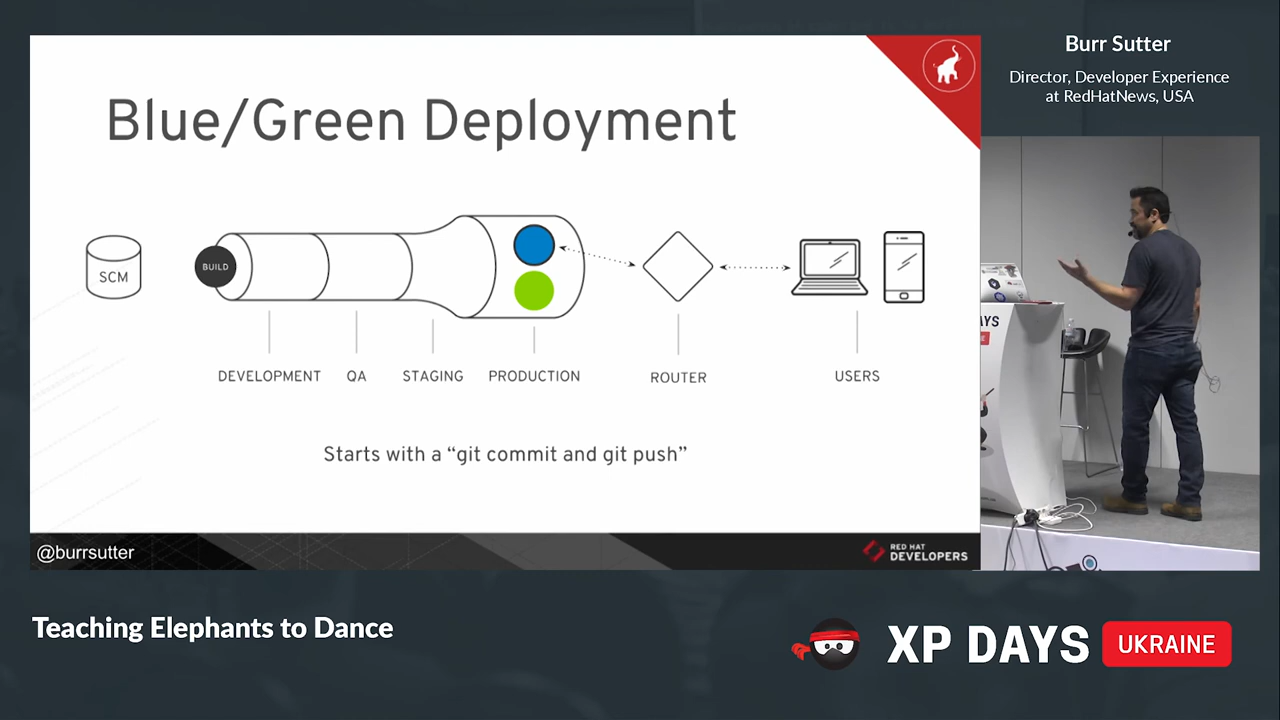 Burr Sutter
Director, Developer Experience
at RedHatNews, USA
Blue/Green Deployment
SCM
BUILD
DEVELOPMENT
QA
STAGING
PRODUCTION
ROUTER
USERS
Starts with a “git commit and git push”
@burrsutter
RED HAT
DEVELOPERS
AYS
Teaching Elephants to Dance
XP DAYS
UKRAINE